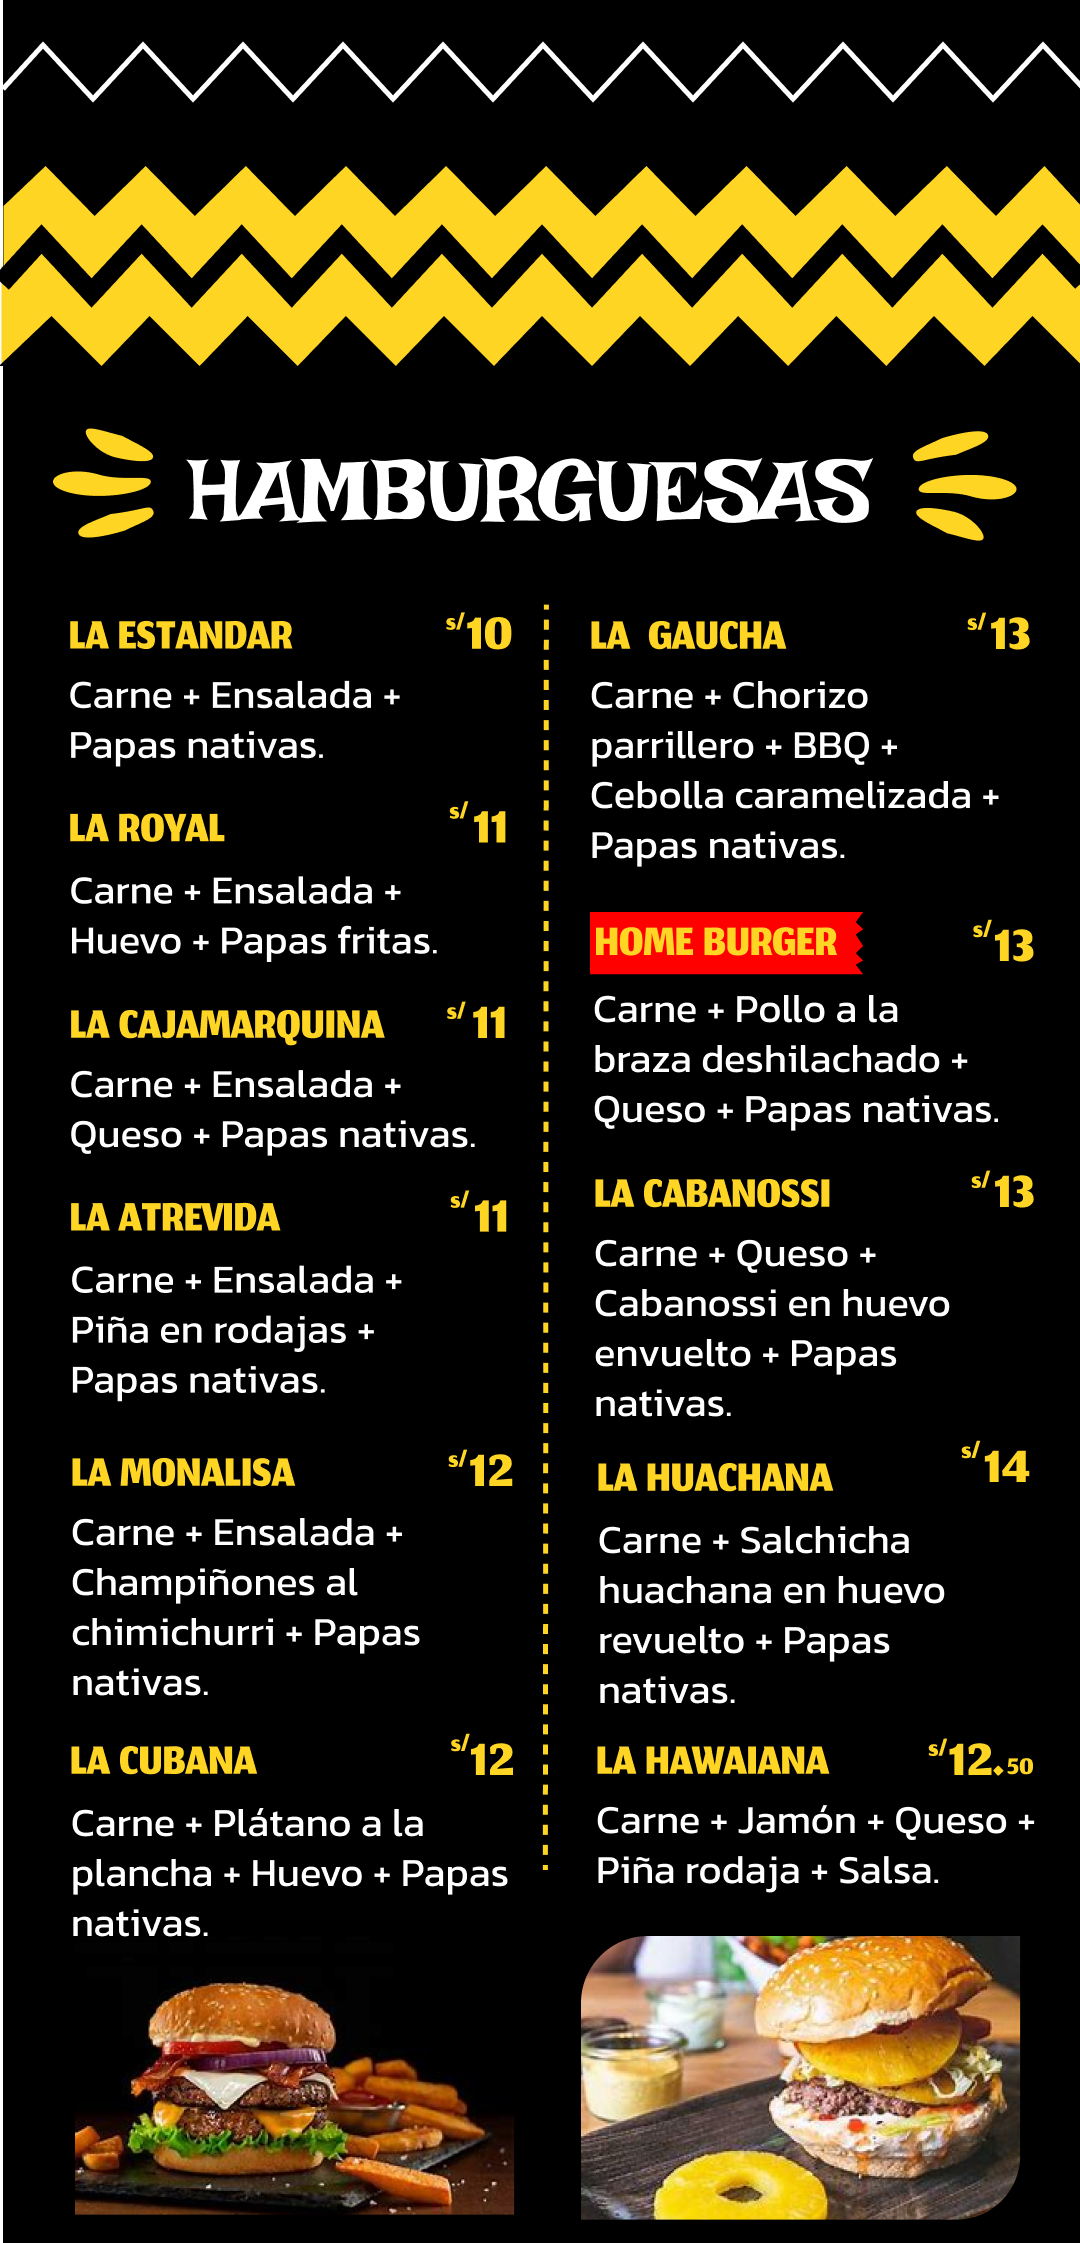 HAMBURGUESAS
LA ESTANDAR s/10
Carne + Ensalada +
Papas nativas.
LA ROYAL s/11
Carne + Ensalada +
Huevo + Papas fritas.
LA CAJAMARQUINA s/11
Carne + Ensalada +
Queso + Papas nativas.
LA ATREVIDA s/11
Carne + Ensalada +
Piña en rodajas +
Papas nativas.
LA MONALISA s/12
Carne + Ensalada +
Champiñones al
chimichurri + Papas
nativas.
LA CUBANA s/12
Carne + Plátano a la
plancha + Huevo + Papas
nativas.
LA GAUCHA s/13
Carne + Chorizo
parrillero + BBQ +
Cebolla caramelizada +
Papas nativas.
HOME BURGER s/13
Carne + Pollo a la
braza deshilachado +
Queso + Papas nativas.
LA CABANOSSI s/13
Carne + Queso +
Cabanossi en huevo
envuelto + Papas
nativas.
LA HUACHANA s/14
Carne + Salchicha
huachana en huevo
revuelto + Papas
nativas.
LA HAWAIANA s/12.50
Carne + Jamón + Queso +
Piña rodaja + Salsa.